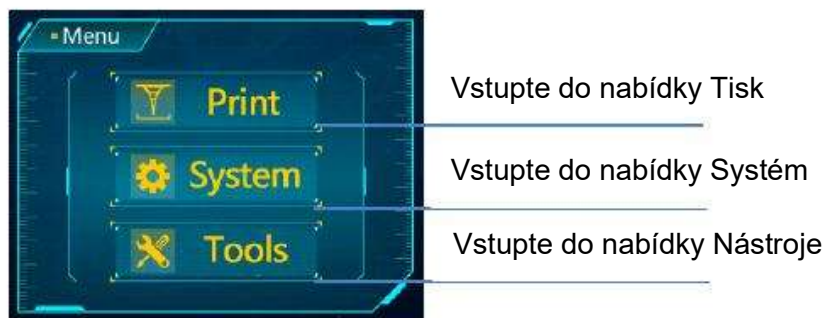 Menu
Print
Vstupte do nabídky Tisk
System
Vstupte do nabídky Systém
Tools
Vstupte do nabídky Nástroje